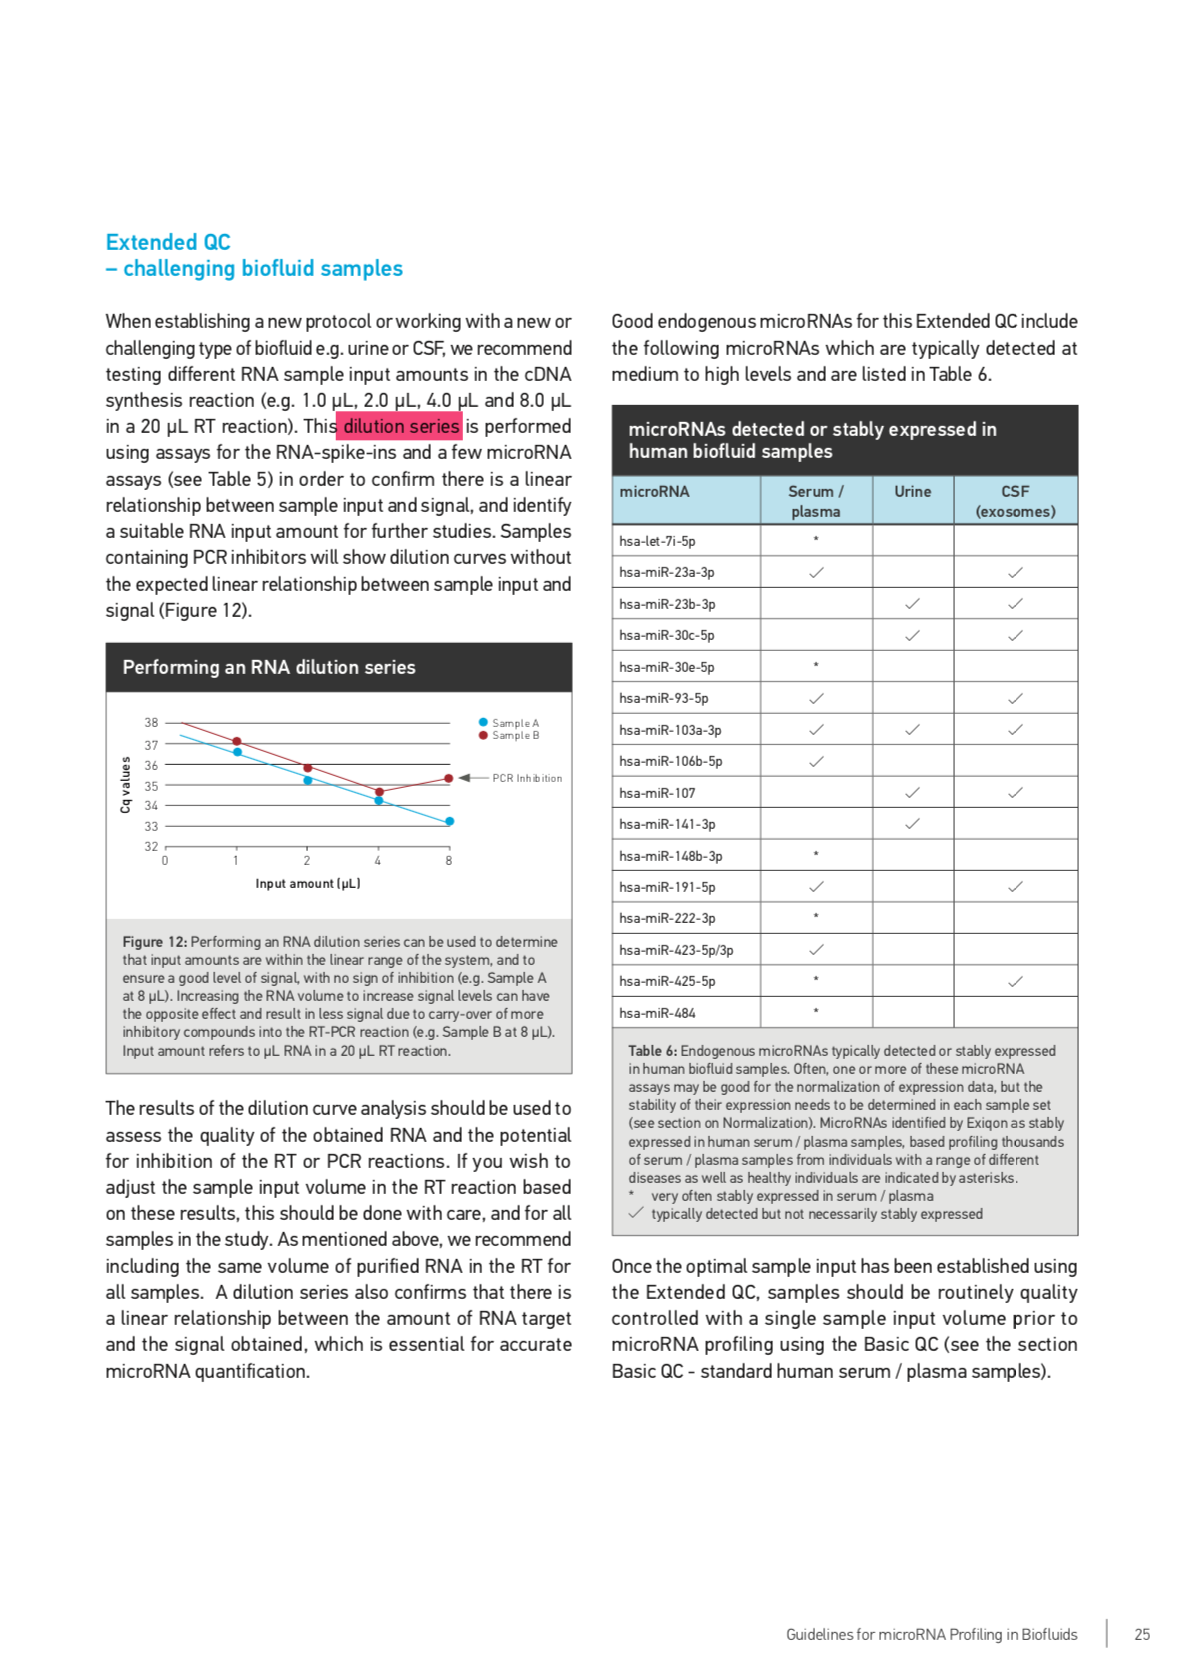 Extended QC
– challenging biofluid samples
When establishing a new protocol or working with a new or
challenging type of biofluid e.g. urine or CSF, we recommend
testing different RNA sample input amounts in the cDNA
synthesis reaction (e.g. 1.0 µL, 2.0 µL, 4.0 µL and 8.0 µL
in a 20 µL RT reaction). This dilution series is performed
using assays for the RNA-spike-ins and a few microRNA
assays (see Table 5) in order to confirm there is a linear
relationship between sample input and signal, and identify
a suitable RNA input amount for further studies. Samples
containing PCR inhibitors will show dilution curves without
the expected linear relationship between sample input and
signal (Figure 12).
Performing an RNA dilution series
Cq values
38
37
36
35
34
33
32
0 1 2 4 8
Input amount (µL)
Sample A
Sample B
PCR Inhibition
Figure 12: Performing an RNA dilution series can be used to determine
that input amounts are within the linear range of the system, and to
ensure a good level of signal, with no sign of inhibition (e.g. Sample A
at 8 µL). Increasing the RNA volume to increase signal levels can have
the opposite effect and result in less signal due to carry-over of more
inhibitory compounds into the RT-PCR reaction (e.g. Sample B at 8 µL).
Input amount refers to µL RNA in a 20 µL RT reaction.
The results of the dilution curve analysis should be used to
assess the quality of the obtained RNA and the potential
for inhibition of the RT or PCR reactions. If you wish to
adjust the sample input volume in the RT reaction based
on these results, this should be done with care, and for all
samples in the study. As mentioned above, we recommend
including the same volume of purified RNA in the RT for
all samples. A dilution series also confirms that there is
a linear relationship between the amount of RNA target
and the signal obtained, which is essential for accurate
microRNA quantification.
Good endogenous microRNAs for this Extended QC include
the following microRNAs which are typically detected at
medium to high levels and are listed in Table 6.
microRNAs detected or stably expressed in
human biofluid samples
microRNA Serum / plasma Urine CSF (exosomes)
hsa-let-7i-5p *
hsa-miR-23a-3p ✓ ✓
hsa-miR-23b-3p ✓ ✓
hsa-miR-30c-5p ✓ ✓
hsa-miR-30e-5p *
hsa-miR-93-5p ✓ ✓
hsa-miR-103a-3p ✓ ✓ ✓
hsa-miR-106b-5p ✓
hsa-miR-107 ✓ ✓
hsa-miR-141-3p ✓
hsa-miR-148b-3p *
hsa-miR-191-5p ✓ ✓
hsa-miR-222-3p *
hsa-miR-423-5p/3p ✓
hsa-miR-425-5p * ✓
hsa-miR-484 *
Table 6: Endogenous microRNAs typically detected or stably expressed
in human biofluid samples. Often, one or more of these microRNA
assays may be good for the normalization of expression data, but the
stability of their expression needs to be determined in each sample set
(see section on Normalization). MicroRNAs identified by Exiqon as stably
expressed in human serum / plasma samples, based profiling thousands
of serum / plasma samples from individuals with a range of different
diseases as well as healthy individuals are indicated by asterisks.
* very often stably expressed in serum / plasma
✓ typically detected but not necessarily stably expressed
Once the optimal sample input has been established using
the Extended QC, samples should be routinely quality
controlled with a single sample input volume prior to
microRNA profiling using the Basic QC (see the section
Basic QC - standard human serum / plasma samples).
Guidelines for microRNA Profiling in Biofluids 25